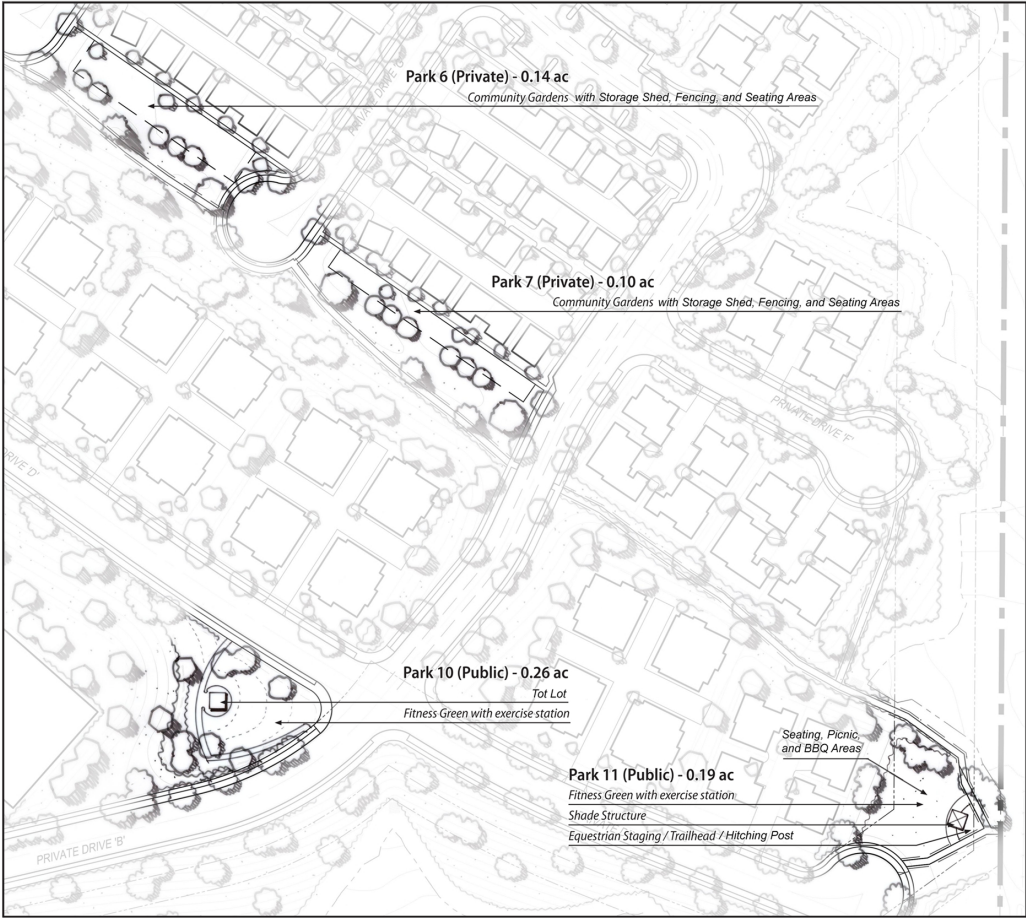 Park 6 (Private) - 0.14 ac
Community Gardens with Storage Shed, Fencing, and Seating Areas
Park 7 (Private) - 0.10 ac
Community Gardens with Storage Shed, Fencing, and Seating Areas
PRIVATE DRIVE 'F'
Park 10 (Public) - 0.26 ac
Tot Lot
Fitness Green with exercise station
Seating, Picnic,
and BBQ Areas
Park 11 (Public) - 0.19 ac
Fitness Green with exercise station
Shade Structure
Equestrian Staging / Trailhead / Hitching Post
PRIVATE DRIVE 'B'